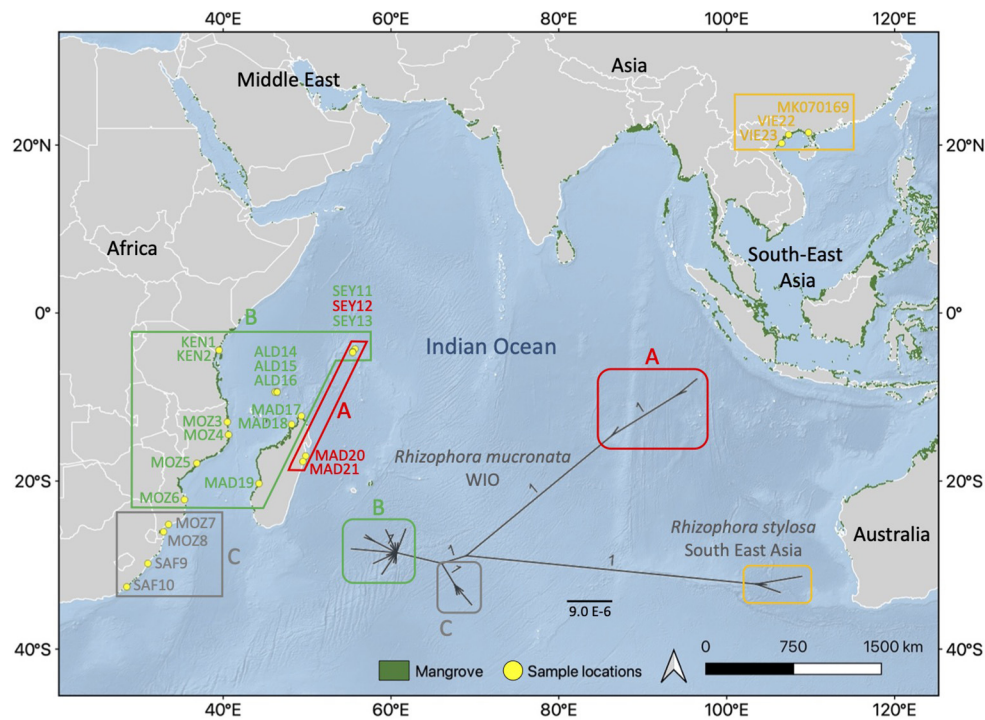 40°E 60°E 80°E 100°E 120°E
Asia
Middle East
MK070169
VIE22
VIE23
20°N 20°N
Africa
South-East
Asia
SEY11
SEY12
SEY13
0° 0°
B
Indian Ocean
KEN1
KEN2
ALD14
ALD15
ALD16
A
A
1
MAD17
MAD18
MOZ3
MOZ4
MAD20
MAD21
Rhizophora mucronata
WIO
MOZ5
MAD19
20°S 20°S
MOZ6
1
B
MOZ7
MOZ8
C
Rhizophora stylosa
South East Asia
Australia
SAF9
SAF10
1
1
1
9.0 E-6
C
0 750 1500 km
40°S 40°S
Mangrove
Sample locations
40°E 60°E 80°E 100°E 120°E